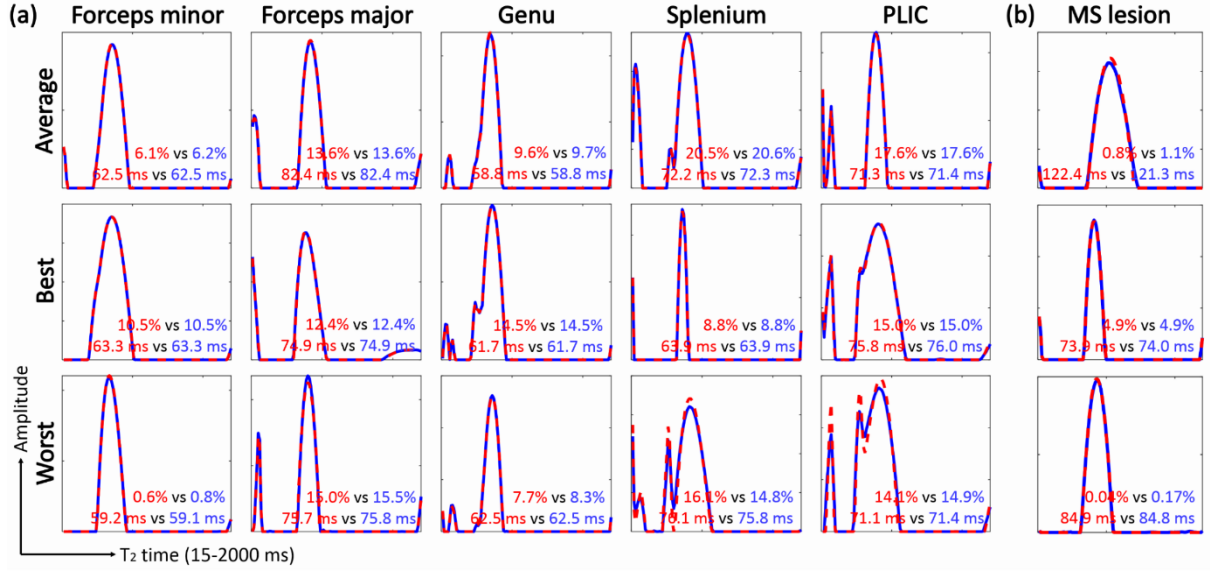 (a) Forceps minor Forceps major Genu Splenium PLIC (b) MS lesion
Average
6.1% vs 6.2%
62.5 ms vs 62.5 ms
13.6% vs 13.6%
82.4 ms vs 82.4 ms
9.6% vs 9.7%
58.8 ms vs 58.8 ms
20.5% vs 20.6%
72.2 ms vs 72.3 ms
17.6% vs 17.6%
71.3 ms vs 71.4 ms
0.8% vs 1.1%
122.4 ms vs 121.3 ms
Best
10.5% vs 10.5%
63.3 ms vs 63.3 ms
12.4% vs 12.4%
74.9 ms vs 74.9 ms
14.5% vs 14.5%
61.7 ms vs 61.7 ms
8.8% vs 8.8%
63.9 ms vs 63.9 ms
15.0% vs 15.0%
75.8 ms vs 76.0 ms
4.9% vs 4.9%
73.9 ms vs 74.0 ms
Worst
0.6% vs 0.8%
59.2 ms vs 59.1 ms
15.0% vs 15.5%
75.7 ms vs 75.8 ms
7.7% vs 8.3%
62.5 ms vs 62.5 ms
16.1% vs 14.8%
ms vs 75.8 ms
14.1% vs 14.9%
71.1 ms vs 71.4 ms
0.04% vs 0.17%
84.9 ms vs 84.8 ms
Amplitude
T₂ time (15-2000 ms)